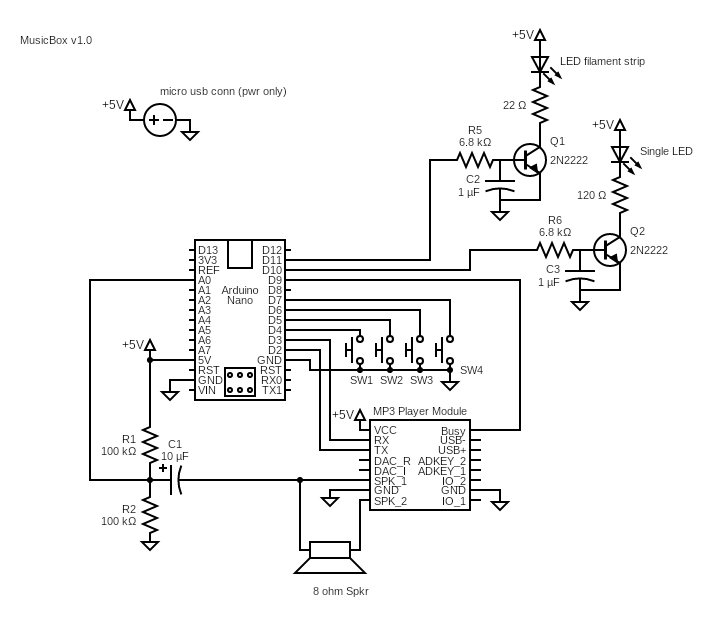 MusicBox v1.0
micro usb conn (pwr only)
+5V
+5V
LED filament strip
22 Ω
R5
6.8 kΩ
C2
1 µF
Q1
2N2222
+5V
Single LED
120 Ω
R6
6.8 kΩ
C3
1 µF
Q2
2N2222
D13 D12
3V3 D11
REF D10
A0 D9
A1 D8
A2 D7
A3 D6
A4 D5
A5 D4
A6 D3
A7 D2
5V GND
RST RST
GND RX0
VIN TX1
Arduino
Nano
+5V
SW1 SW2 SW3 SW4
R1
100 kΩ
C1
10 µF
R2
100 kΩ
+5V
MP3 Player Module
VCC Busy
RX USB-
TX USB+
DAC_R ADKEY_2
DAC_I ADKEY_1
SPK_1 IO_2
GND GND
SPK_2 IO_1
8 ohm Spkr